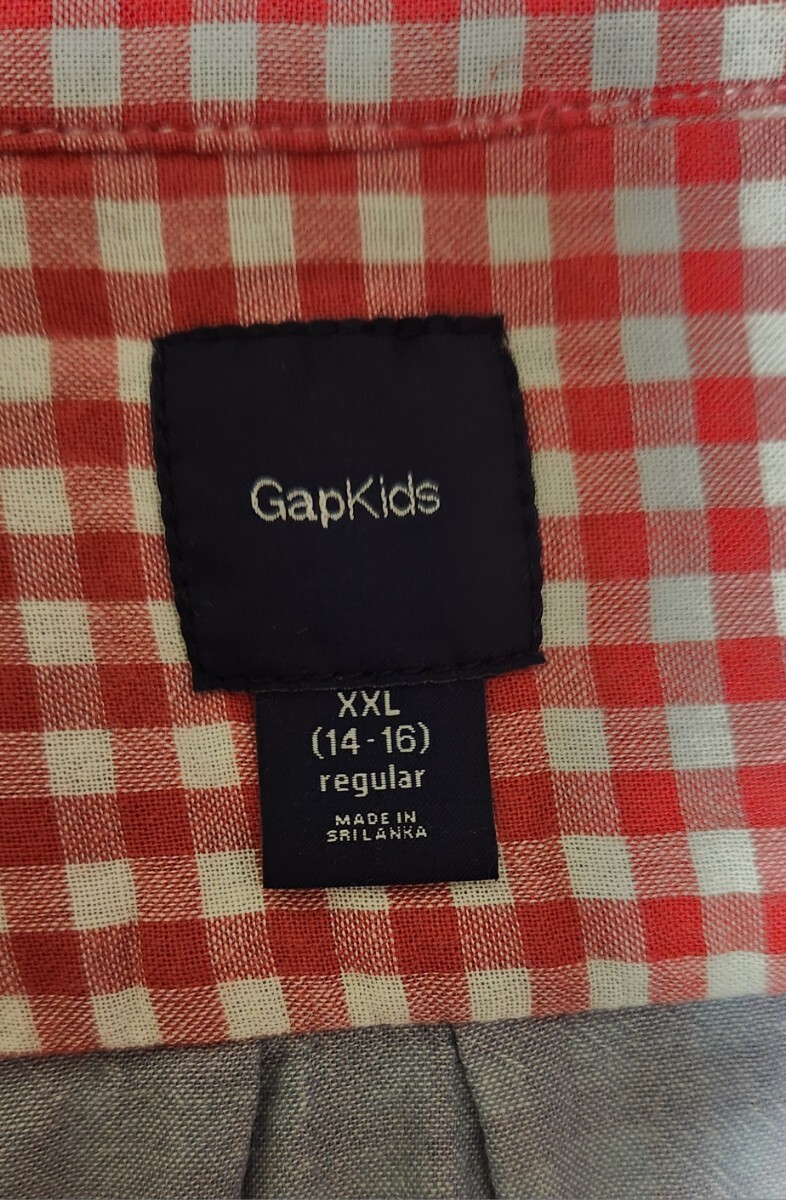 GapKids
XXL
(14-16)
regular
MADE IN
SRI LANKA